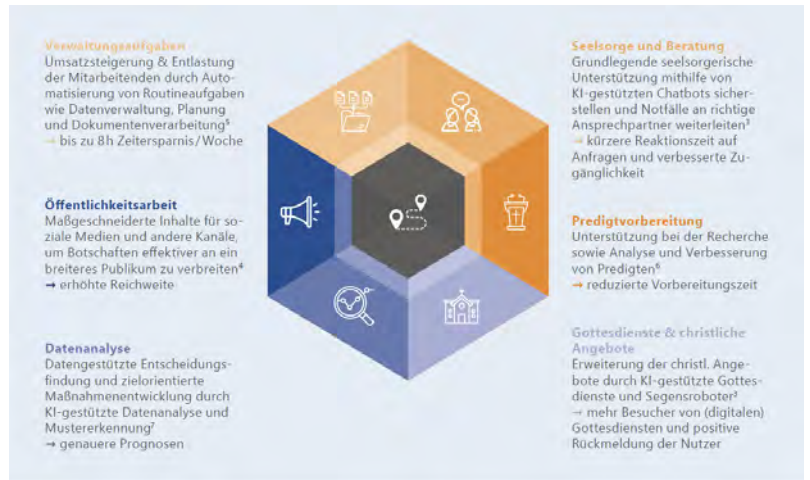 Verwaltungsaufgaben
Umsatzsteigerung & Entlastung
der Mitarbeitenden durch Auto-
matisierung von Routineaufgaben
wie Datenverwaltung, Planung
und Dokumentenverarbeitung⁵
→ bis zu 8h Zeitersparnis/Woche
Öffentlichkeitsarbeit
Maßgeschneiderte Inhalte für so-
ziale Medien und andere Kanäle,
um Botschaften effektiver an ein
breiteres Publikum zu verbreiten⁴
→ erhöhte Reichweite
Datenanalyse
Datengestützte Entscheidungs-
findung und zielorientierte
Maßnahmenentwicklung durch
KI-gestützte Datenanalyse und
Mustererkennung⁷
→ genauere Prognosen
Seelsorge und Beratung
Grundlegende seelsorgerische
Unterstützung mithilfe von
KI-gestützten Chatbots sicher-
stellen und Notfälle an richtige
Ansprechpartner weiterleiten³
→ kürzere Reaktionszeit auf
Anfragen und verbesserte Zu-
gänglichkeit
Predigtvorbereitung
Unterstützung bei der Recherche
sowie Analyse und Verbesserung
von Predigten⁶
→ reduzierte Vorbereitungszeit
Gottesdienste & christliche
Angebote
Erweiterung der christl. Ange-
bote durch KI-gestützte Gottes-
dienste und Segensroboter³
→ mehr Besucher von (digitalen)
Gottesdiensten und positive
Rückmeldung der Nutzer